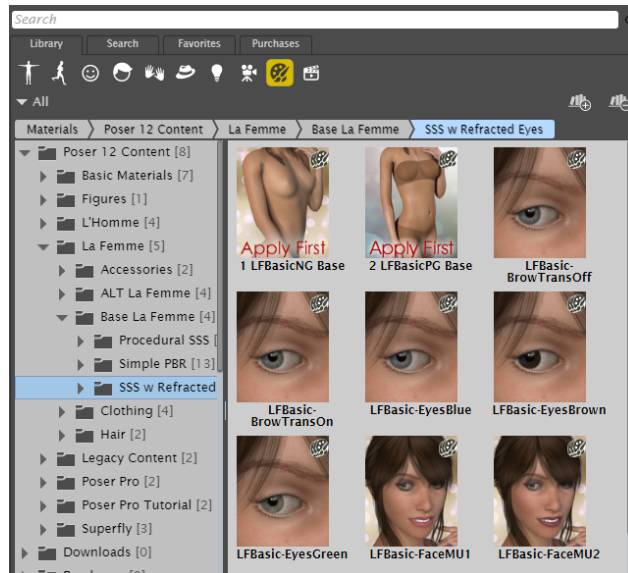 Search
Library Search Favorites Purchases
All
Materials Poser 12 Content La Femme Base La Femme SSS w Refracted Eyes
Poser 12 Content [8]
Basic Materials [7]
Figures [1]
L'Homme [4]
La Femme [5]
Accessories [2]
ALT La Femme [4]
Base La Femme [4]
Procedural SSS [
Simple PBR [13]
SSS w Refracted
Clothing [4]
Hair [2]
Legacy Content [2]
Poser Pro [2]
Poser Pro Tutorial [2]
Superfly [3]
Downloads [0]
Apply First
1 LFBasicNG Base
Apply First
2 LFBasicPG Base
LFBasic-
BrowTransOff
LFBasic-
BrowTransOn
LFBasic-EyesBlue
LFBasic-EyesBrown
LFBasic-EyesGreen
LFBasic-FaceMU1
LFBasic-FaceMU2